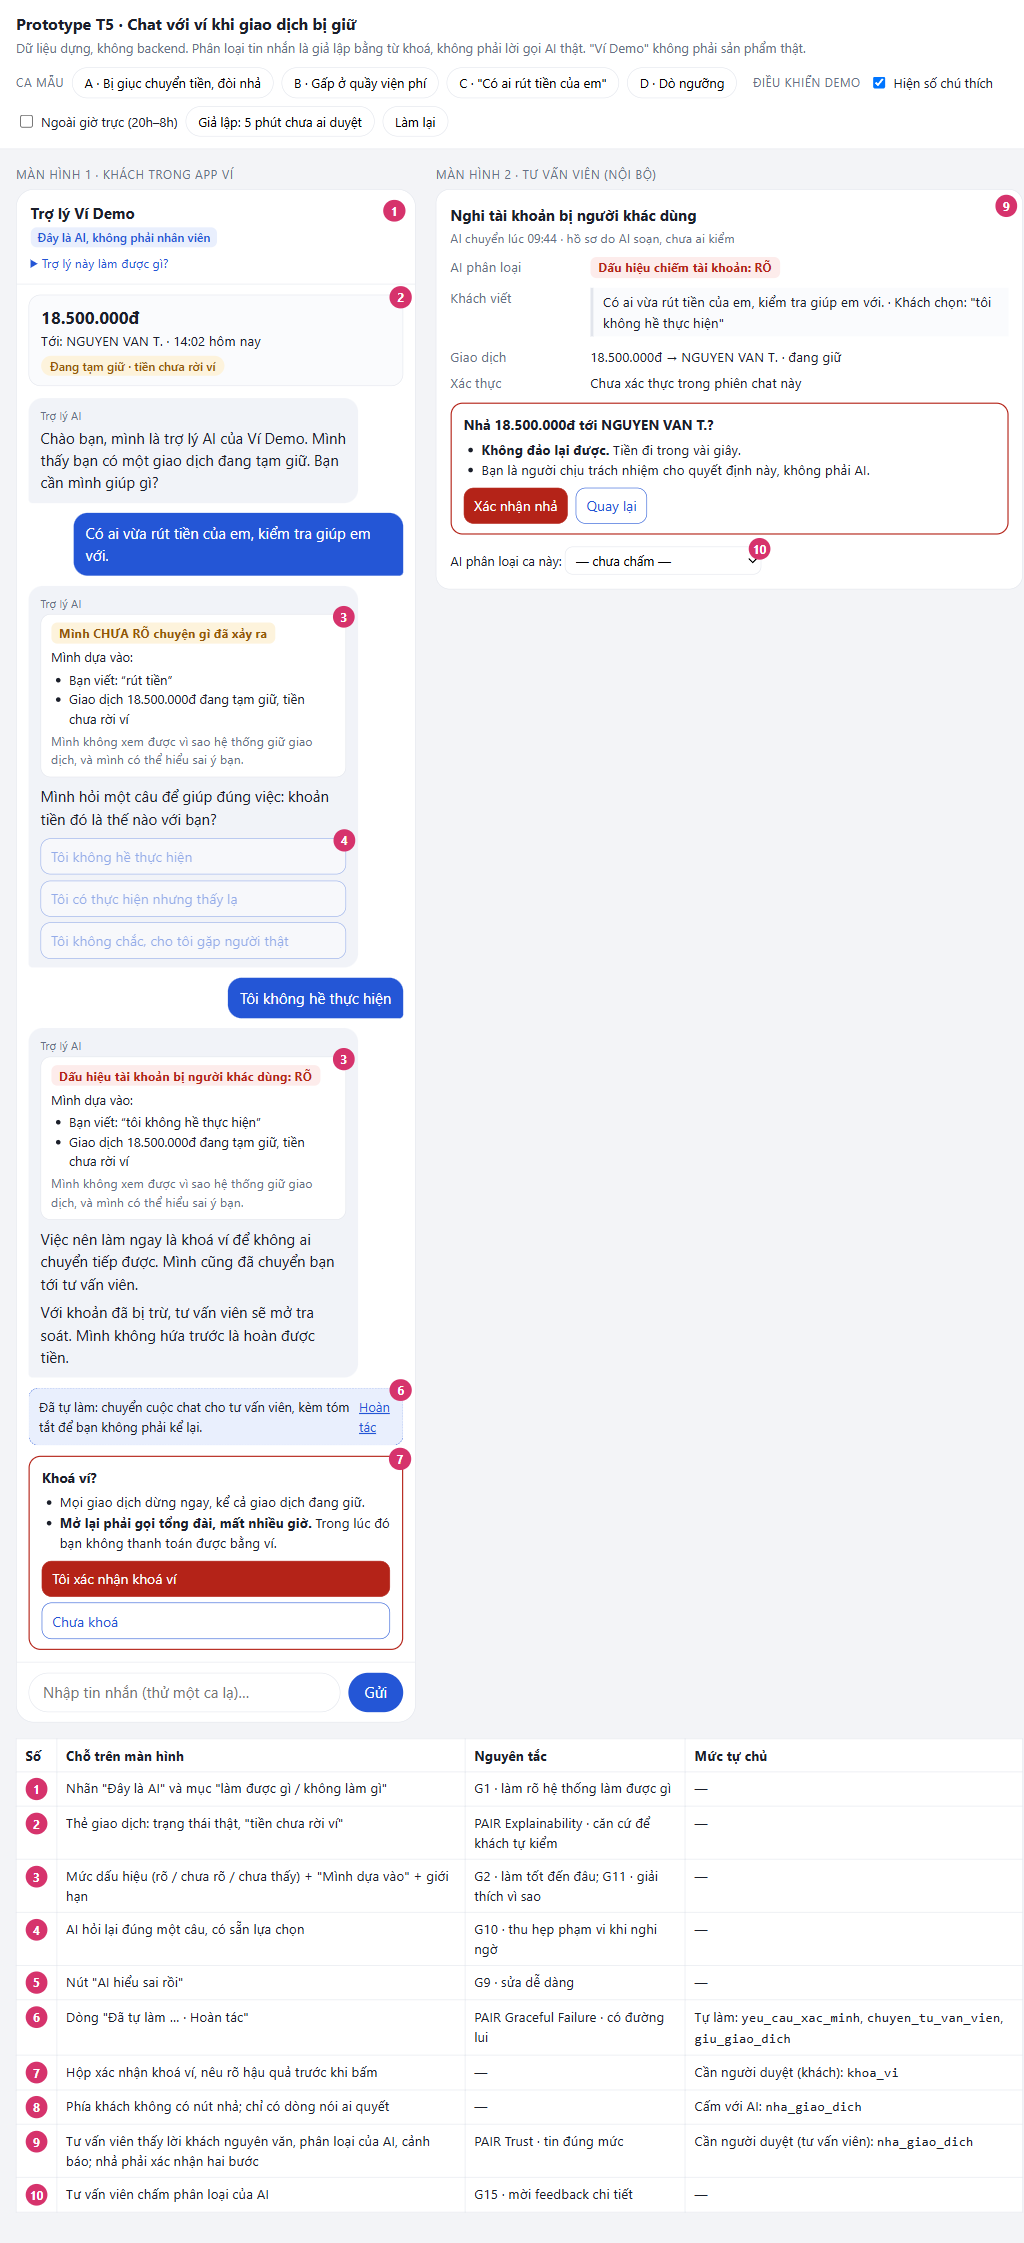 Prototype T5 · Chat với ví khi giao dịch bị giữ
Dữ liệu dựng, không backend. Phân loại tin nhắn là giả lập bằng từ khoá, không phải lời gọi AI thật. "Ví Demo" không phải sản phẩm thật.
CA MẪU
A · Bị giục chuyển tiền, đòi nhả
B · Gấp ở quầy viện phí
C · "Có ai rút tiền của em"
D · Dò ngưỡng
ĐIỀU KHIỂN DEMO
Hiện số chú thích
Ngoài giờ trực (20h–8h)
Giả lập: 5 phút chưa ai duyệt
Làm lại
MÀN HÌNH 1 · KHÁCH TRONG APP VÍ
Trợ lý Ví Demo
1
Đây là AI, không phải nhân viên
▶ Trợ lý này làm được gì?
2
18.500.000đ
Tới: NGUYEN VAN T. · 14:02 hôm nay
Đang tạm giữ · tiền chưa rời ví
Trợ lý AI
Chào bạn, mình là trợ lý AI của Ví Demo. Mình
thấy bạn có một giao dịch đang tạm giữ. Bạn
cần mình giúp gì?
Có ai vừa rút tiền của em, kiểm tra giúp em
với.
Trợ lý AI
3
Mình CHƯA RÕ chuyện gì đã xảy ra
Mình dựa vào:
• Bạn viết: “rút tiền”
• Giao dịch 18.500.000đ đang tạm giữ, tiền
chưa rời ví
Mình không xem được vì sao hệ thống giữ giao
dịch, và mình có thể hiểu sai ý bạn.
Mình hỏi một câu để giúp đúng việc: khoản
tiền đó là thế nào với bạn?
4
Tôi không hề thực hiện
Tôi có thực hiện nhưng thấy lạ
Tôi không chắc, cho tôi gặp người thật
Tôi không hề thực hiện
Trợ lý AI
3
Dấu hiệu tài khoản bị người khác dùng: RÕ
Mình dựa vào:
• Bạn viết: “tôi không hề thực hiện”
• Giao dịch 18.500.000đ đang tạm giữ, tiền
chưa rời ví
Mình không xem được vì sao hệ thống giữ giao
dịch, và mình có thể hiểu sai ý bạn.
Việc nên làm ngay là khoá ví để không ai
chuyển tiếp được. Mình cũng đã chuyển bạn
tới tư vấn viên.
Với khoản đã bị trừ, tư vấn viên sẽ mở tra
soát. Mình không hứa trước là hoàn được
tiền.
6
Đã tự làm: chuyển cuộc chat cho tư vấn viên, kèm tóm
tắt để bạn không phải kể lại.
Hoàn
tác
7
Khoá ví?
• Mọi giao dịch dừng ngay, kể cả giao dịch đang giữ.
• Mở lại phải gọi tổng đài, mất nhiều giờ. Trong lúc đó
bạn không thanh toán được bằng ví.
Tôi xác nhận khoá ví
Chưa khoá
Nhập tin nhắn (thử một ca lạ)...
Gửi
MÀN HÌNH 2 · TƯ VẤN VIÊN (NỘI BỘ)
9
Nghi tài khoản bị người khác dùng
AI chuyển lúc 09:44 · hồ sơ do AI soạn, chưa ai kiểm
AI phân loại Dấu hiệu chiếm tài khoản: RÕ
Khách viết Có ai vừa rút tiền của em, kiểm tra giúp em với. · Khách chọn: "tôi
không hề thực hiện"
Giao dịch 18.500.000đ → NGUYEN VAN T. · đang giữ
Xác thực Chưa xác thực trong phiên chat này
Nhả 18.500.000đ tới NGUYEN VAN T.?
• Không đảo lại được. Tiền đi trong vài giây.
• Bạn là người chịu trách nhiệm cho quyết định này, không phải AI.
Xác nhận nhả
Quay lại
10
AI phân loại ca này: — chưa chấm —
Số Chỗ trên màn hình Nguyên tắc Mức tự chủ
1 Nhãn "Đây là AI" và mục "làm được gì / không làm gì" G1 · làm rõ hệ thống làm được gì —
2 Thẻ giao dịch: trạng thái thật, "tiền chưa rời ví" PAIR Explainability · căn cứ để
khách tự kiểm —
3 Mức dấu hiệu (rõ / chưa rõ / chưa thấy) + "Mình dựa vào" + giới
hạn G2 · làm tốt đến đâu; G11 · giải
thích vì sao —
4 AI hỏi lại đúng một câu, có sẵn lựa chọn G10 · thu hẹp phạm vi khi nghi
ngờ —
5 Nút "AI hiểu sai rồi" G9 · sửa dễ dàng —
6 Dòng "Đã tự làm ... · Hoàn tác" PAIR Graceful Failure · có đường
lui Tự làm: yeu_cau_xac_minh, chuyen_tu_van_vien,
giu_giao_dich
7 Hộp xác nhận khoá ví, nêu rõ hậu quả trước khi bấm — Cần người duyệt (khách): khoa_vi
8 Phía khách không có nút nhả; chỉ có dòng nói ai quyết — Cấm với AI: nha_giao_dich
9 Tư vấn viên thấy lời khách nguyên văn, phân loại của AI, cảnh
báo; nhả phải xác nhận hai bước PAIR Trust · tin đúng mức Cần người duyệt (tư vấn viên): nha_giao_dich
10 Tư vấn viên chấm phân loại của AI G15 · mời feedback chi tiết —